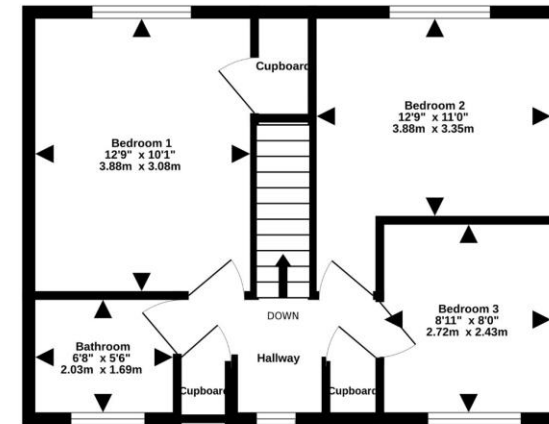 Cupboard
Bedroom 1
12'9" x 10'1"
3.88m x 3.08m
Bedroom 2
12'9" x 11'0"
3.88m x 3.35m
DOWN
Bedroom 3
8'11" x 8'0"
2.72m x 2.43m
Bathroom
6'8" x 5'6"
2.03m x 1.69m
Hallway
Cupboard
Cupboard